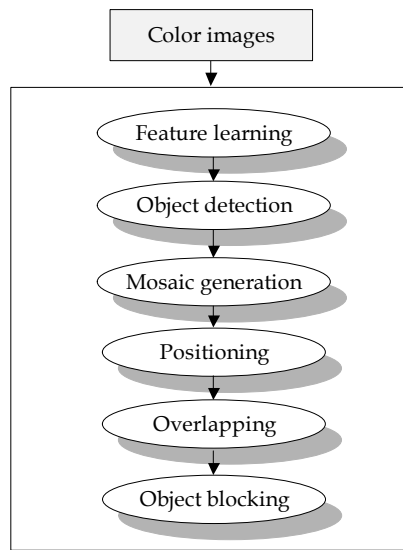 Color images
Feature learning
Object detection
Mosaic generation
Positioning
Overlapping
Object blocking